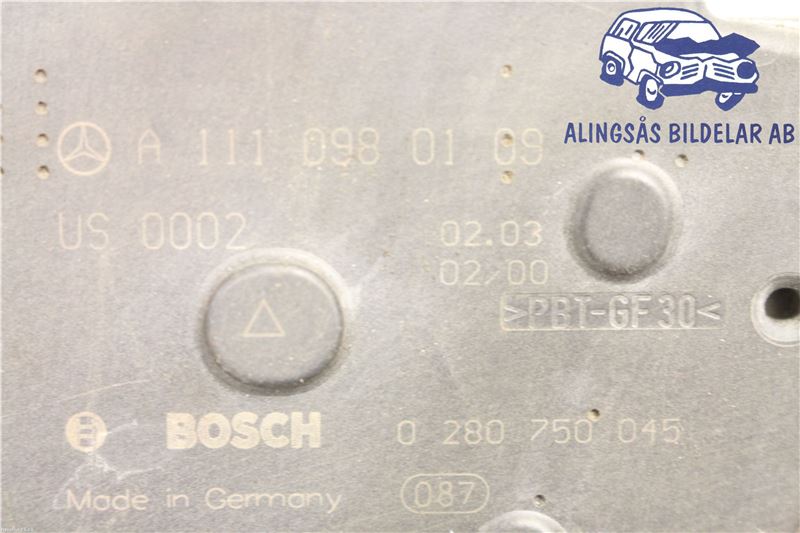 ALINGSÅS BILDELAR AB
A 111 098 01 09
US 0002 02.03
02/00
>PBT-GF30<
BOSCH 0 280 750 045
Made in Germany 087